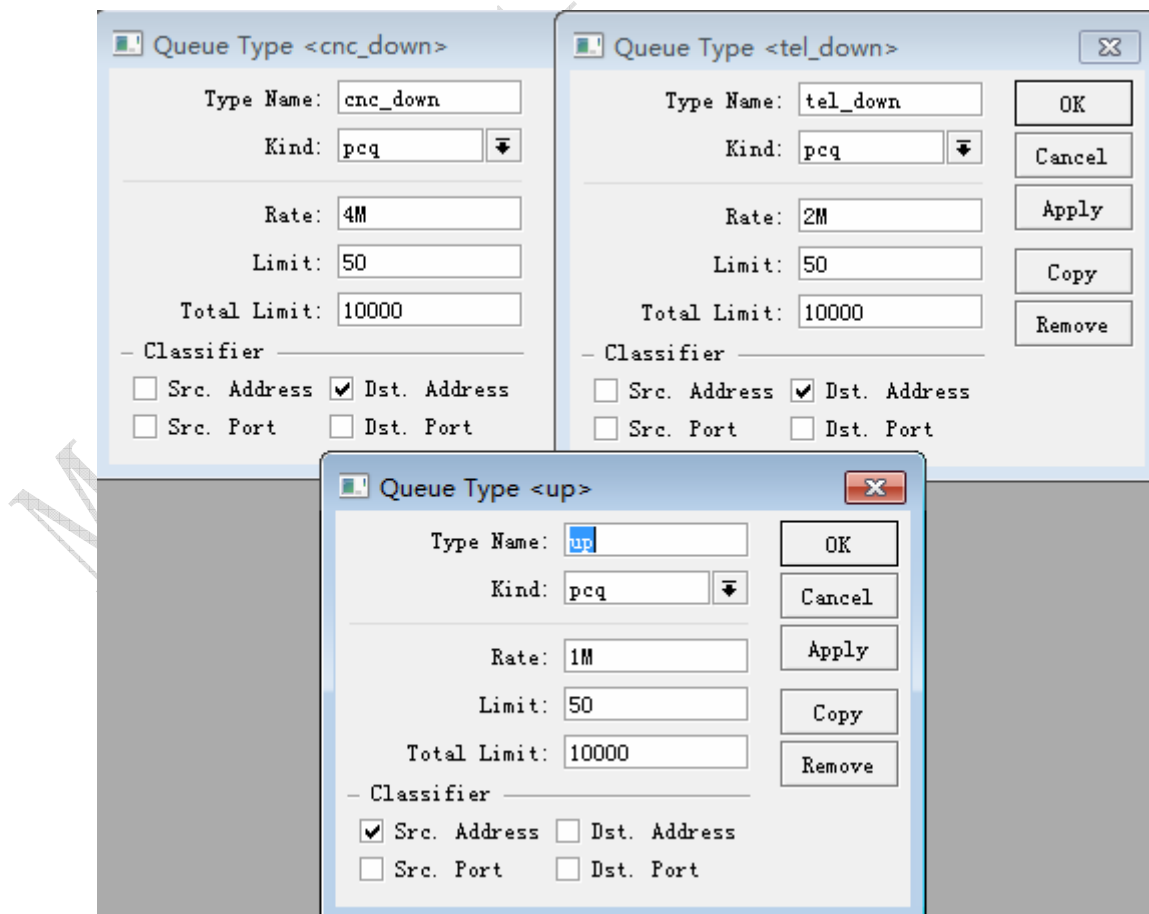 Queue Type <cnc_down>
Type Name: cnc_down
Kind: pcq
Rate: 4M
Limit: 50
Total Limit: 10000
Classifier
Src. Address Dst. Address
Src. Port Dst. Port
Queue Type <tel_down>
Type Name: tel_down
Kind: pcq
Rate: 2M
Limit: 50
Total Limit: 10000
Classifier
Src. Address Dst. Address
Src. Port Dst. Port
OK
Cancel
Apply
Copy
Remove
Queue Type <up>
Type Name: up
Kind: pcq
Rate: 1M
Limit: 50
Total Limit: 10000
Classifier
Src. Address Dst. Address
Src. Port Dst. Port
OK
Cancel
Apply
Copy
Remove